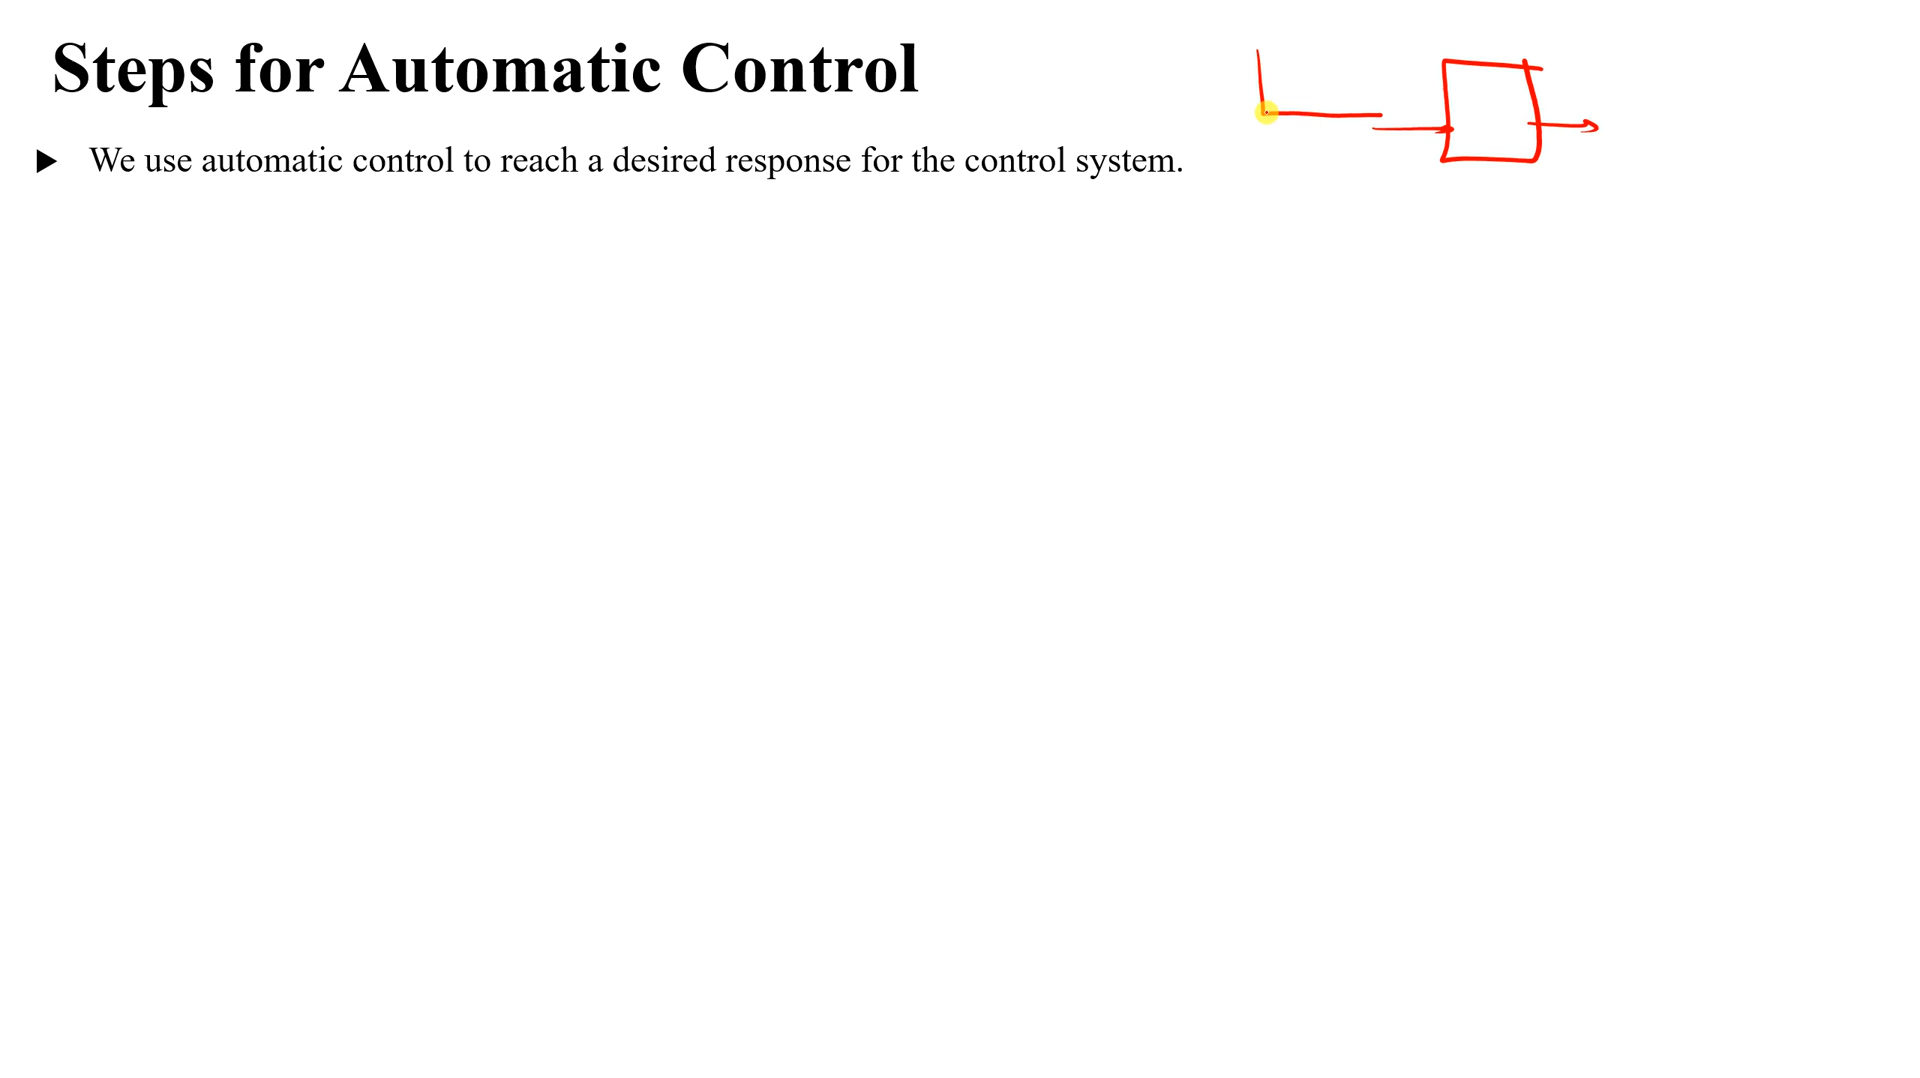 Steps for Automatic Control
We use automatic control to reach a desired response for the control system.